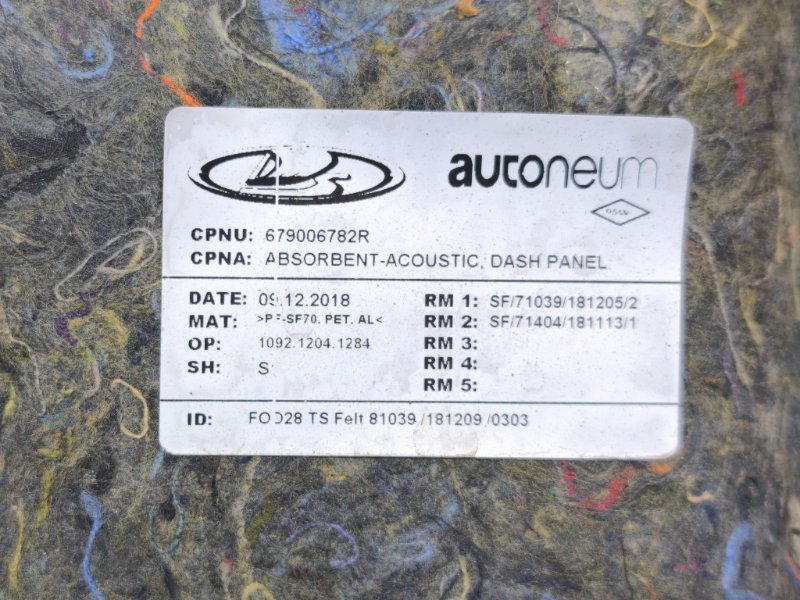 autoneum
CPNU: 679006782R
CPNA: ABSORBENT-ACOUSTIC, DASH PANEL
DATE: 09.12.2018 RM 1: SF/71039/181205/2
MAT: >PF-SF70, PET, AL< RM 2: SF/71404/181113/1
OP: 1092.1204.1284 RM 3:
SH: S RM 4:
RM 5:
ID: TS Felt 81039 /181209 /0303